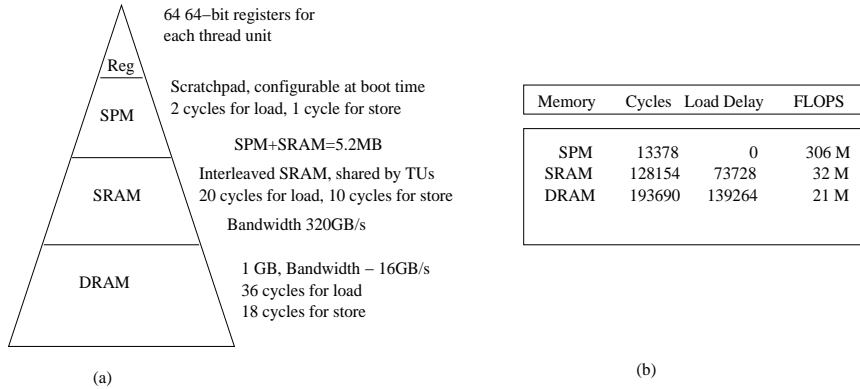 64 64−bit registers for
each thread unit
Reg
Scratchpad, configurable at boot time
2 cycles for load, 1 cycle for store
SPM
SPM+SRAM=5.2MB
Interleaved SRAM, shared by TUs
20 cycles for load, 10 cycles for store
SRAM
Bandwidth 320GB/s
1 GB, Bandwidth − 16GB/s
DRAM
36 cycles for load
18 cycles for store
(a)
Memory Cycles Load Delay FLOPS
SPM 13378 0 306 M
SRAM 128154 73728 32 M
DRAM 193690 139264 21 M
(b)